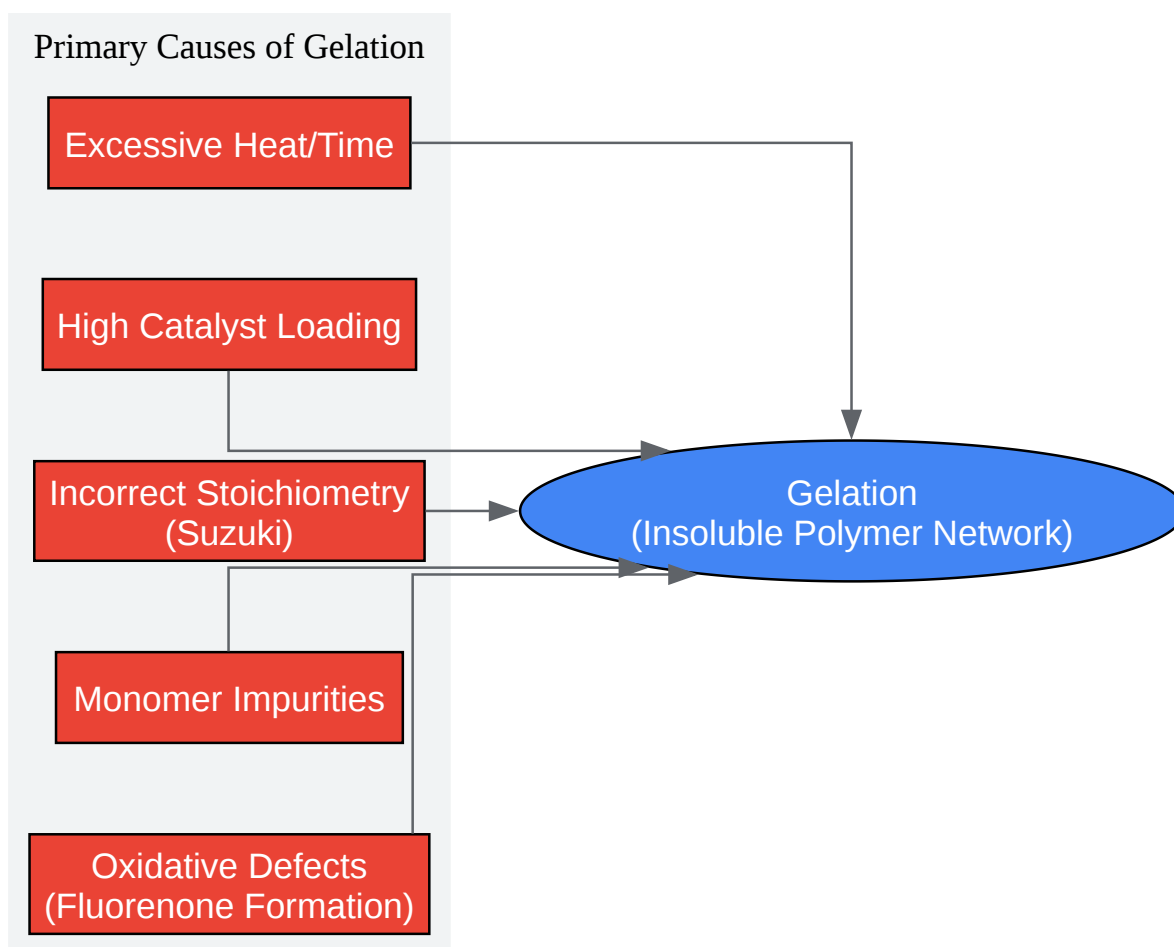 Primary Causes of Gelation
Excessive Heat/Time
High Catalyst Loading
Incorrect Stoichiometry
(Suzuki)
Gelation
(Insoluble Polymer Network)
Monomer Impurities
Oxidative Defects
(Fluorenone Formation)